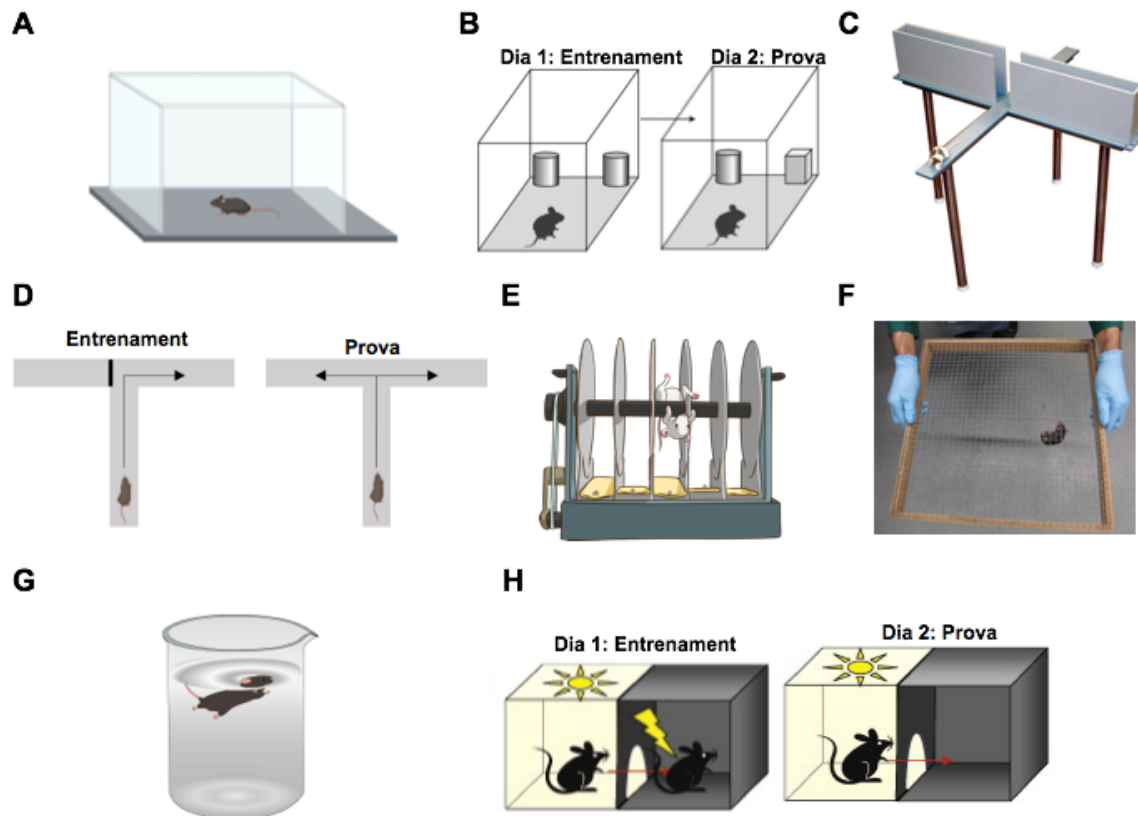 A
B
C
Dia 1: Entrenament
Dia 2: Prova
D
E
F
Entrenament
Prova
G
H
Dia 1: Entrenament
Dia 2: Prova